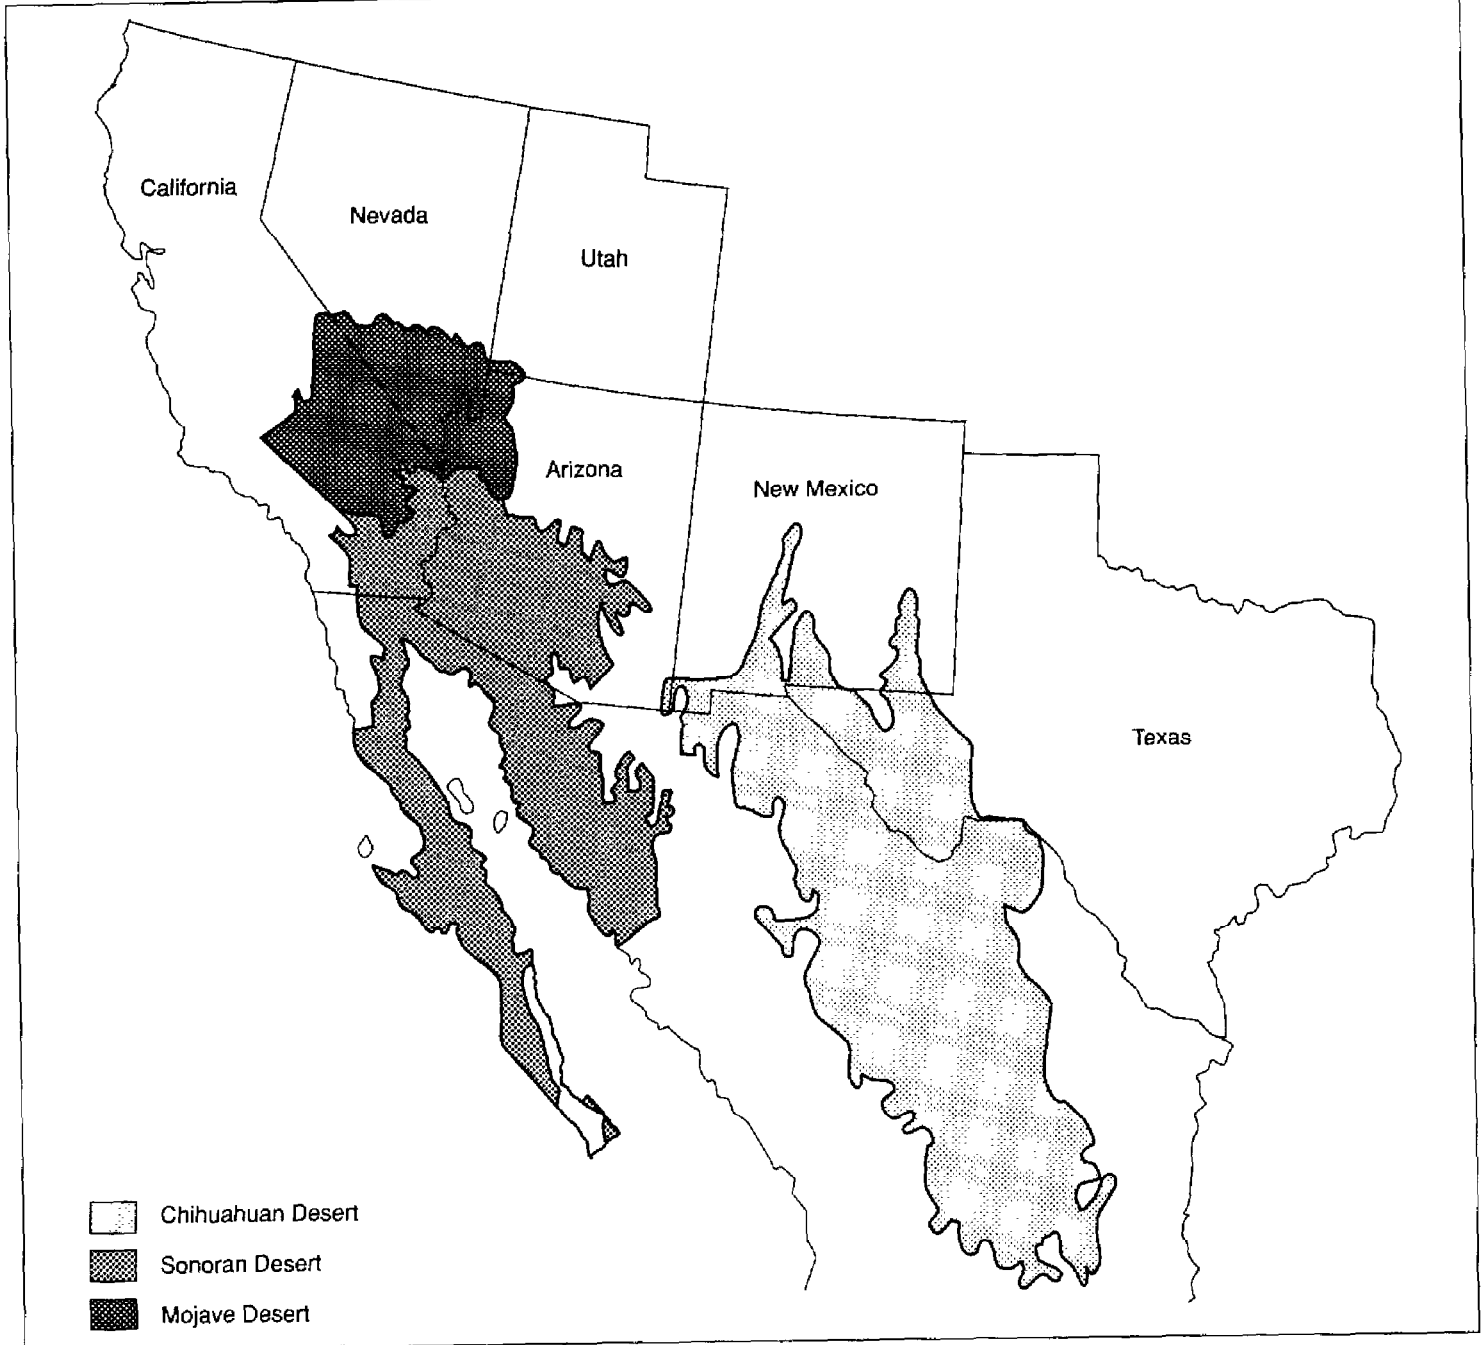 California
Nevada
Utah
Arizona
New Mexico
Texas
Chihuahuan Desert
Sonoran Desert
Mojave Desert